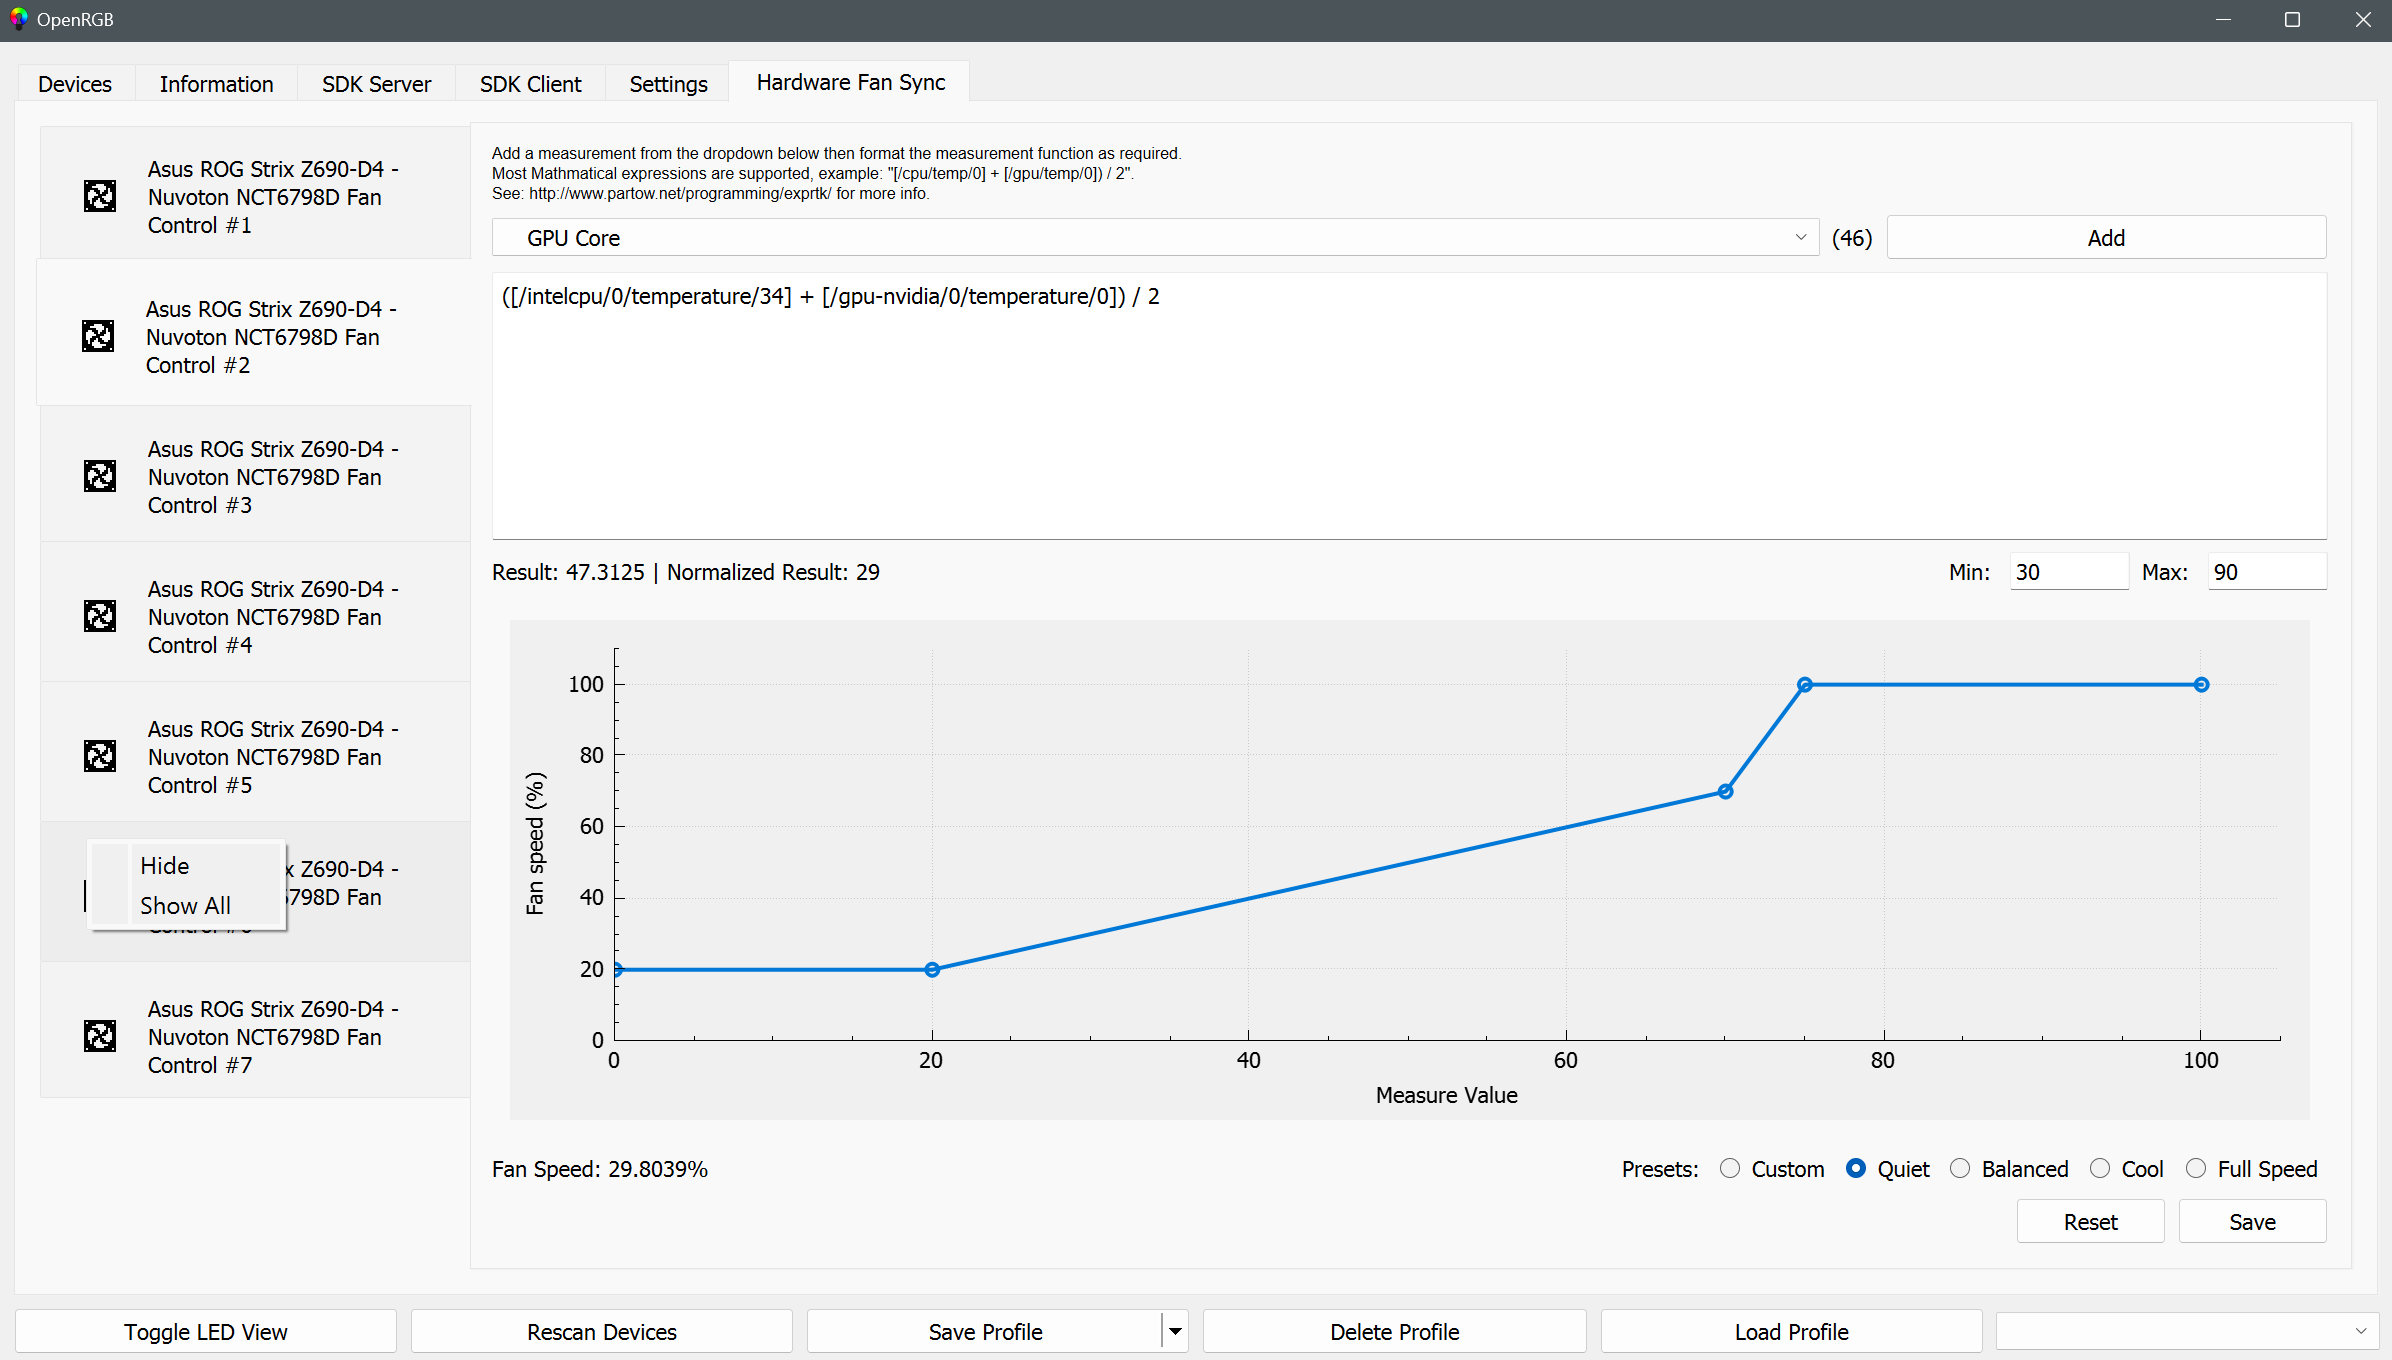 OpenRGB
Devices
Information
SDK Server
SDK Client
Settings
Hardware Fan Sync
Asus ROG Strix Z690-D4 -
Nuvoton NCT6798D Fan
Control #1
Asus ROG Strix Z690-D4 -
Nuvoton NCT6798D Fan
Control #2
Asus ROG Strix Z690-D4 -
Nuvoton NCT6798D Fan
Control #3
Asus ROG Strix Z690-D4 -
Nuvoton NCT6798D Fan
Control #4
Asus ROG Strix Z690-D4 -
Nuvoton NCT6798D Fan
Control #5
Hide
Show All
x Z690-D4 -
798D Fan
Asus ROG Strix Z690-D4 -
Nuvoton NCT6798D Fan
Control #7
Add a measurement from the dropdown below then format the measurement function as required.
Most Mathmatical expressions are supported, example: "[/cpu/temp/0] + [/gpu/temp/0]) / 2".
See: http://www.partow.net/programming/exprtk/ for more info.
GPU Core
(46)
Add
([/intelcpu/0/temperature/34] + [/gpu-nvidia/0/temperature/0]) / 2
Result: 47.3125 | Normalized Result: 29
Min: 30
Max: 90
Fan speed (%)
100
80
60
40
20
0
0 20 40 60 80 100
Measure Value
Fan Speed: 29.8039%
Presets: Custom Quiet Balanced Cool Full Speed
Reset
Save
Toggle LED View
Rescan Devices
Save Profile
Delete Profile
Load Profile